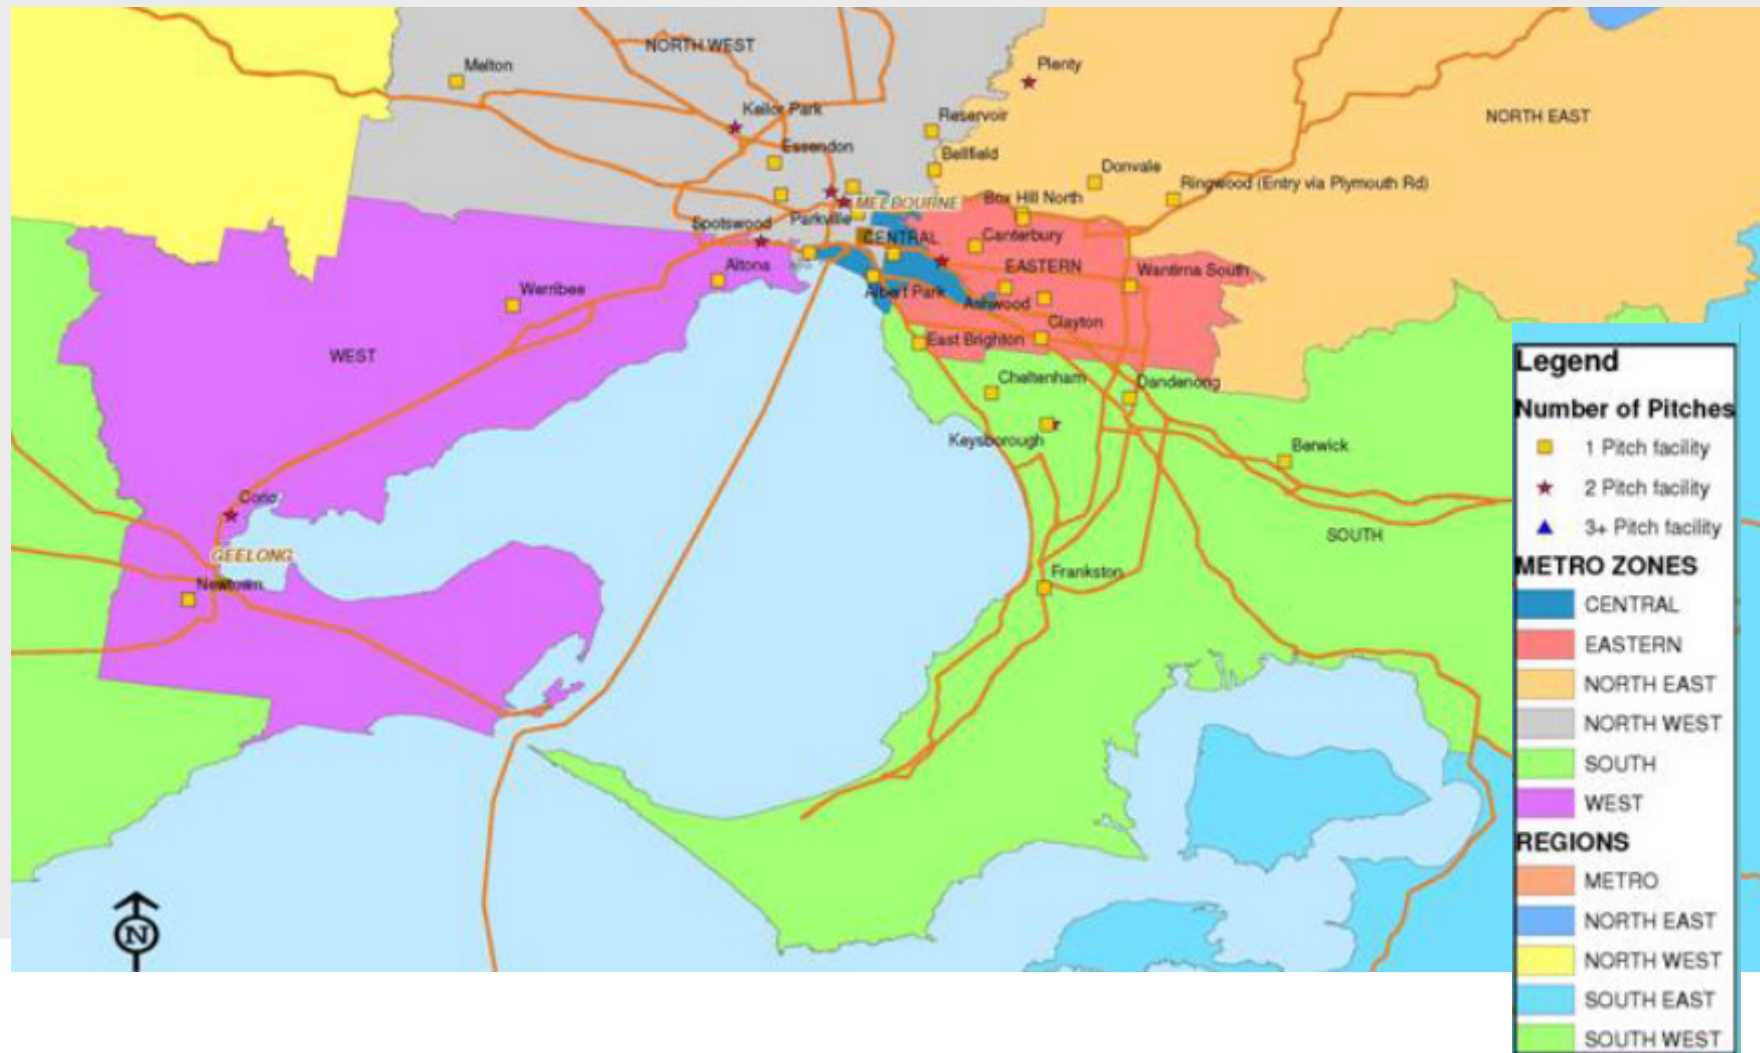 NORTH WEST
Melton
Plenty
Keilor Park
Reservoir
NORTH EAST
Essendon
Bellfield
Donvale
Ringwood (Entry via Plymouth Rd)
Box Hill North
MELBOURNE
Spotswood
Parkville
CENTRAL
Canterbury
Altona
EASTERN
Wantirna South
Werribee
Albert Park
Ashwood
Clayton
East Brighton
WEST
Cheltenham
Dandenong
Keysborough
Berwick
Corio
SOUTH
GEELONG
Newtown
Frankston
N
Legend
Number of Pitches
1 Pitch facility
2 Pitch facility
3+ Pitch facility
METRO ZONES
CENTRAL
EASTERN
NORTH EAST
NORTH WEST
SOUTH
WEST
REGIONS
METRO
NORTH EAST
NORTH WEST
SOUTH EAST
SOUTH WEST